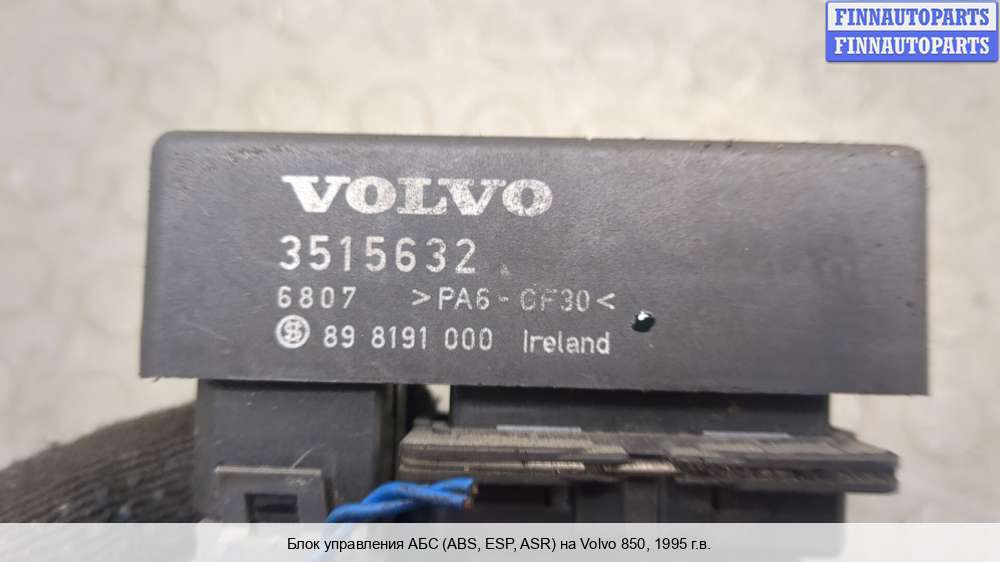 FINNAUTOPARTS
FINNAUTOPARTS
VOLVO
3515632
6807 >PA6-GF30<
89 8191 000 Ireland
Блок управления АБС (ABS, ESP, ASR) на Volvo 850, 1995 г.в.